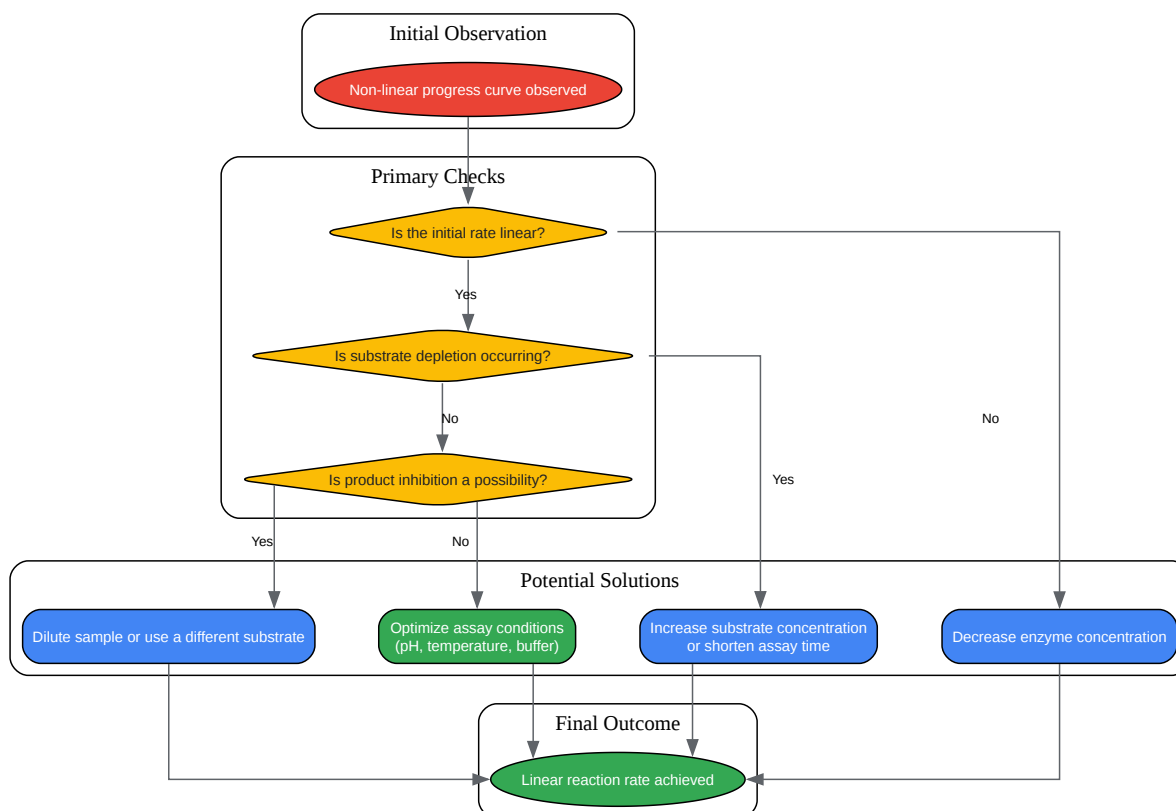 Initial Observation
Non-linear progress curve observed
Primary Checks
Is the initial rate linear?
Yes
Is substrate depletion occurring?
No
No
Is product inhibition a possibility?
Yes
Yes
No
Potential Solutions
Dilute sample or use a different substrate
Optimize assay conditions
(pH, temperature, buffer)
Increase substrate concentration
or shorten assay time
Decrease enzyme concentration
Final Outcome
Linear reaction rate achieved